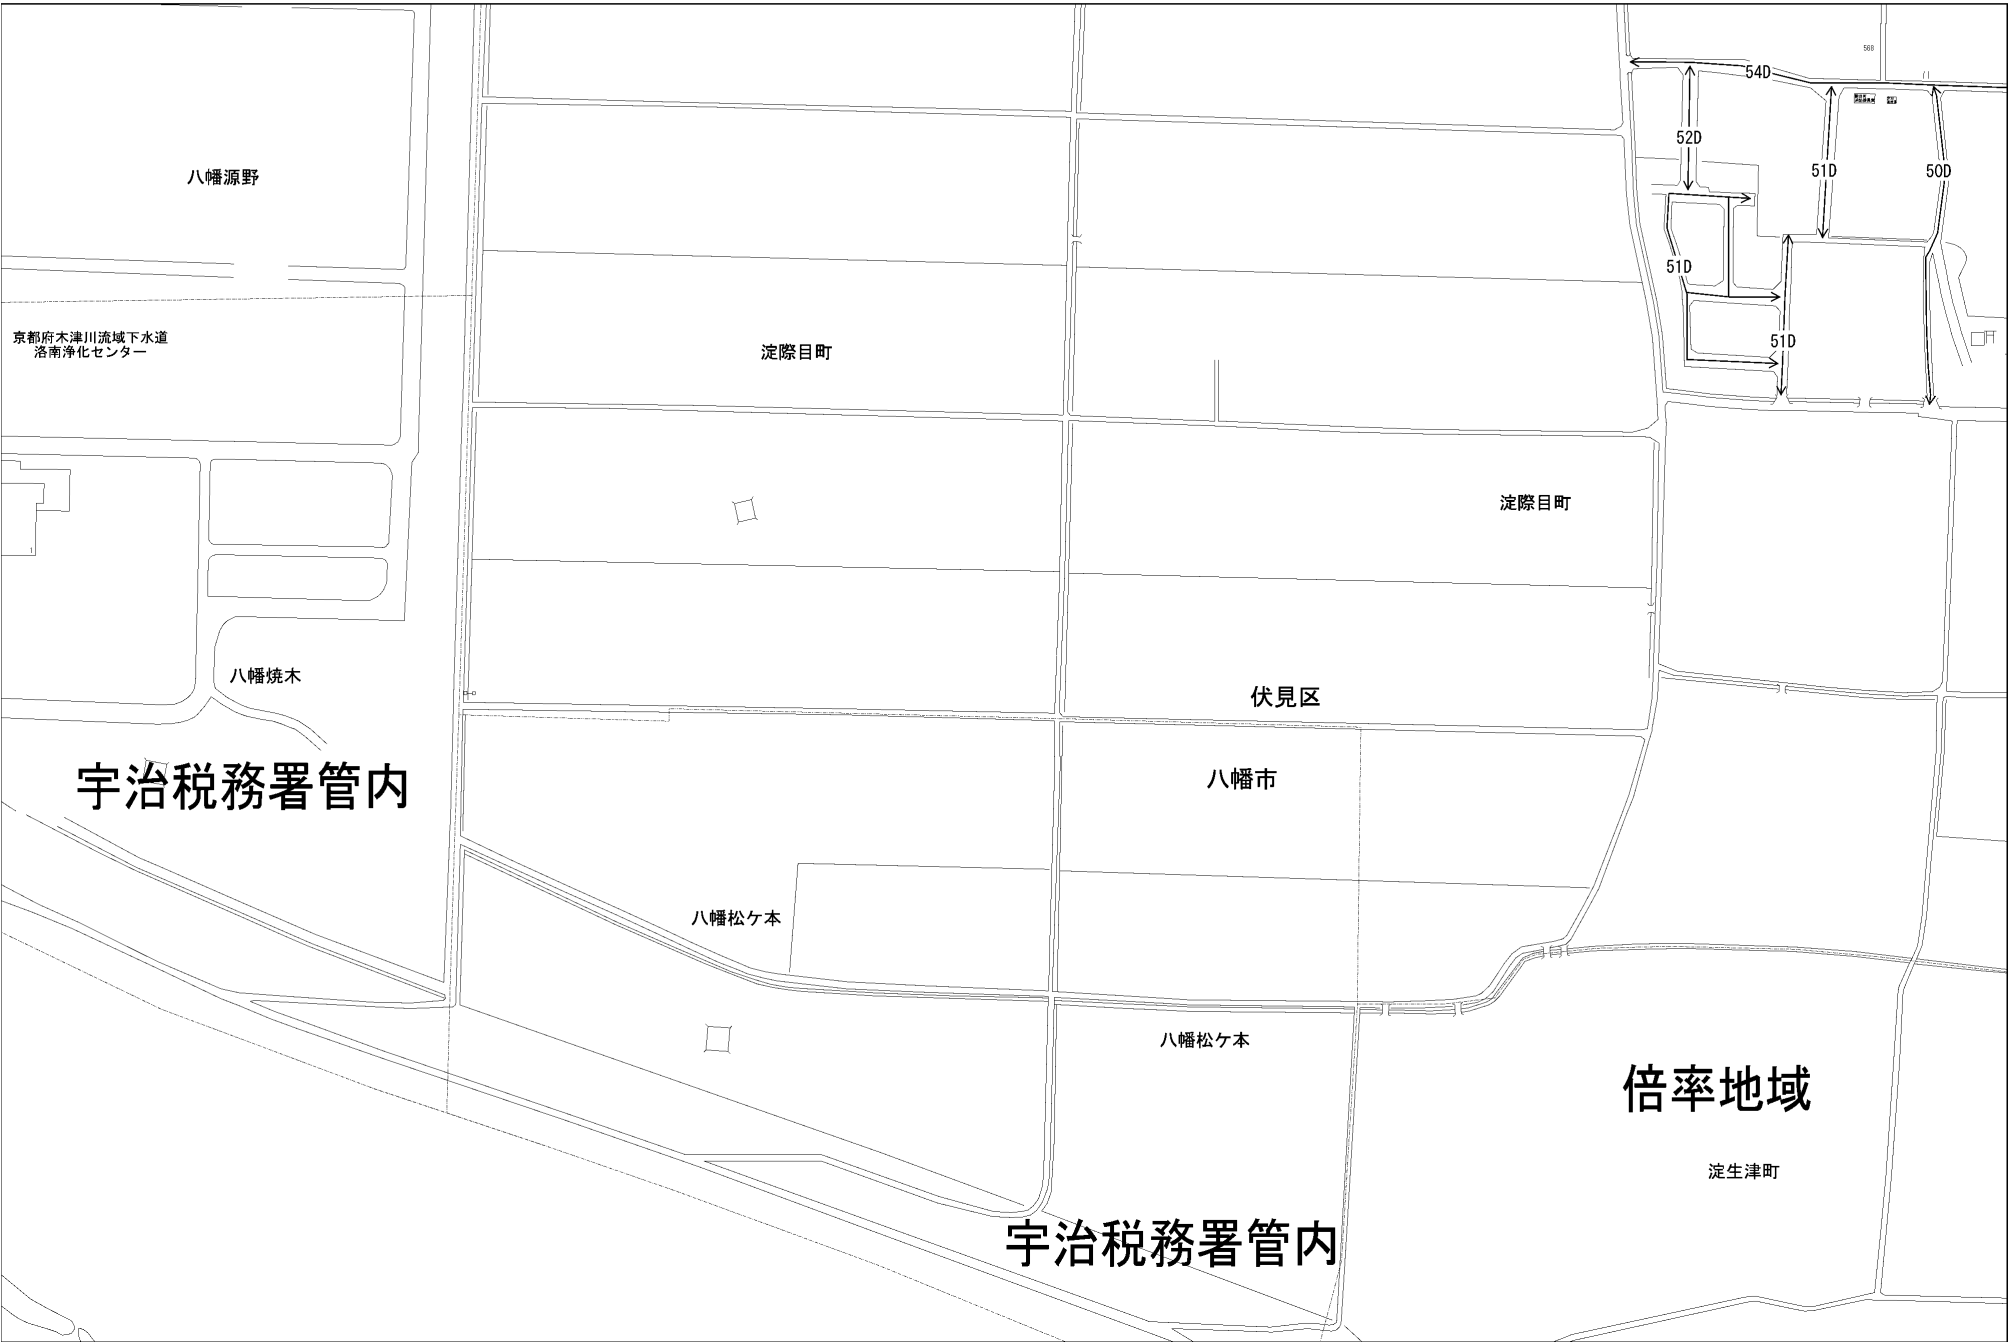 568
54D
52D
51D
50D
八幡源野
51D
京都府木津川流域下水道
洛南浄化センター
淀際目町
51D
淀際目町
1
八幡焼木
伏見区
宇治税務署管内
八幡市
八幡松ケ本
八幡松ケ本
倍率地域
淀生津町
宇治税務署管内